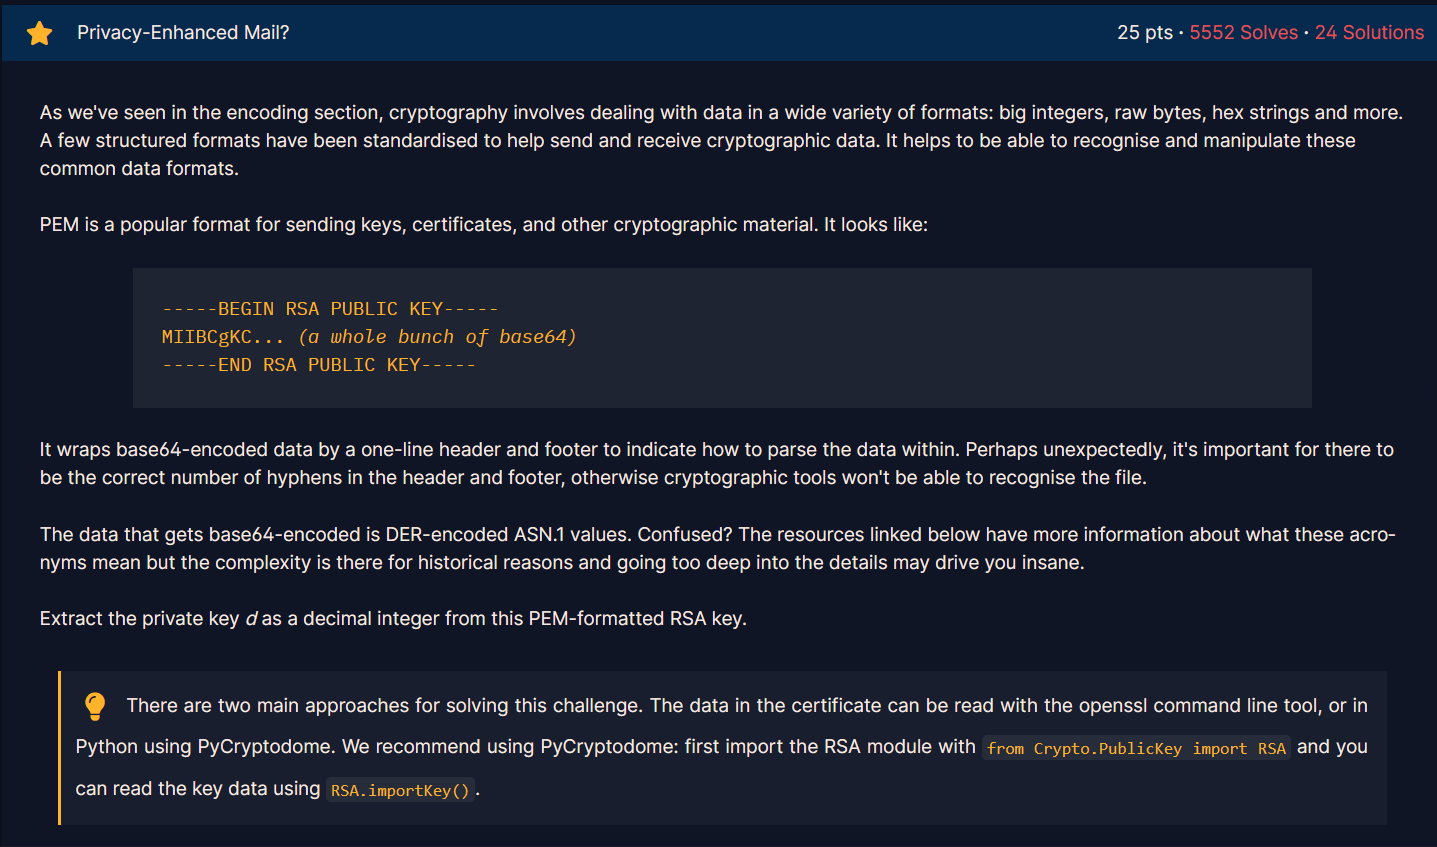 Privacy-Enhanced Mail?
25 pts · 5552 Solves · 24 Solutions
As we've seen in the encoding section, cryptography involves dealing with data in a wide variety of formats: big integers, raw bytes, hex strings and more.
A few structured formats have been standardised to help send and receive cryptographic data. It helps to be able to recognise and manipulate these
common data formats.
PEM is a popular format for sending keys, certificates, and other cryptographic material. It looks like:
-----BEGIN RSA PUBLIC KEY-----
MIIBCgKC... (a whole bunch of base64)
-----END RSA PUBLIC KEY-----
It wraps base64-encoded data by a one-line header and footer to indicate how to parse the data within. Perhaps unexpectedly, it's important for there to
be the correct number of hyphens in the header and footer, otherwise cryptographic tools won't be able to recognise the file.
The data that gets base64-encoded is DER-encoded ASN.1 values. Confused? The resources linked below have more information about what these acro-
nyms mean but the complexity is there for historical reasons and going too deep into the details may drive you insane.
Extract the private key d as a decimal integer from this PEM-formatted RSA key.
There are two main approaches for solving this challenge. The data in the certificate can be read with the openssl command line tool, or in
Python using PyCryptodome. We recommend using PyCryptodome: first import the RSA module with from Crypto.PublicKey import RSA and you
can read the key data using RSA.importKey().